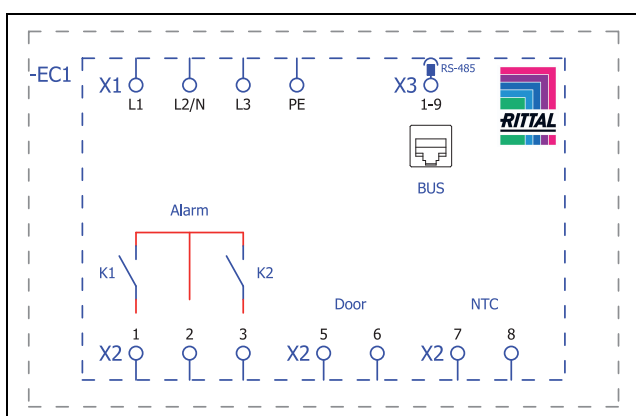 -EC1
X1
L1
L2/N
L3
PE
X3
RS-485
1-9
RITTAL
BUS
Alarm
K1
K2
Door
NTC
X2
1
2
3
X2
5
6
X2
7
8